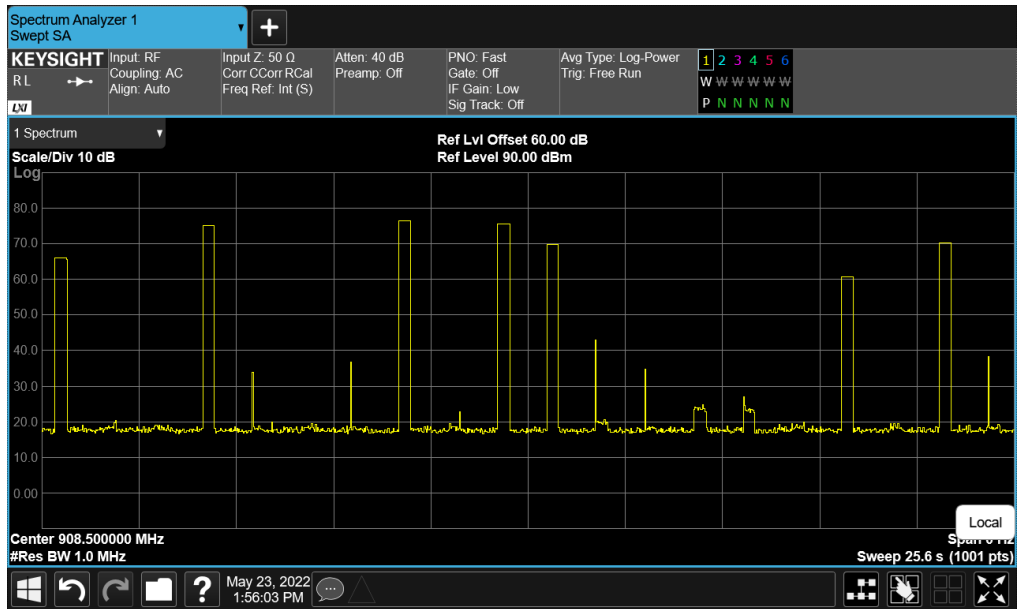 Spectrum Analyzer 1
Swept SA
+
KEYSIGHT
R L
LXI
Input: RF
Coupling: AC
Align: Auto
Input Z: 50 Ω
Corr CCorr RCal
Freq Ref: Int (S)
Atten: 40 dB
Preamp: Off
PNO: Fast
Gate: Off
IF Gain: Low
Sig Track: Off
Avg Type: Log-Power
Trig: Free Run
1 2 3 4 5 6
W W W W W W
P N N N N N
1 Spectrum
Scale/Div 10 dB
Ref Lvl Offset 60.00 dB
Ref Level 90.00 dBm
Log
80.0
70.0
60.0
50.0
40.0
30.0
20.0
10.0
0.00
Local
Center 908.500000 MHz
#Res BW 1.0 MHz
Span 0 Hz
Sweep 25.6 s (1001 pts)
?
May 23, 2022
1:56:03 PM